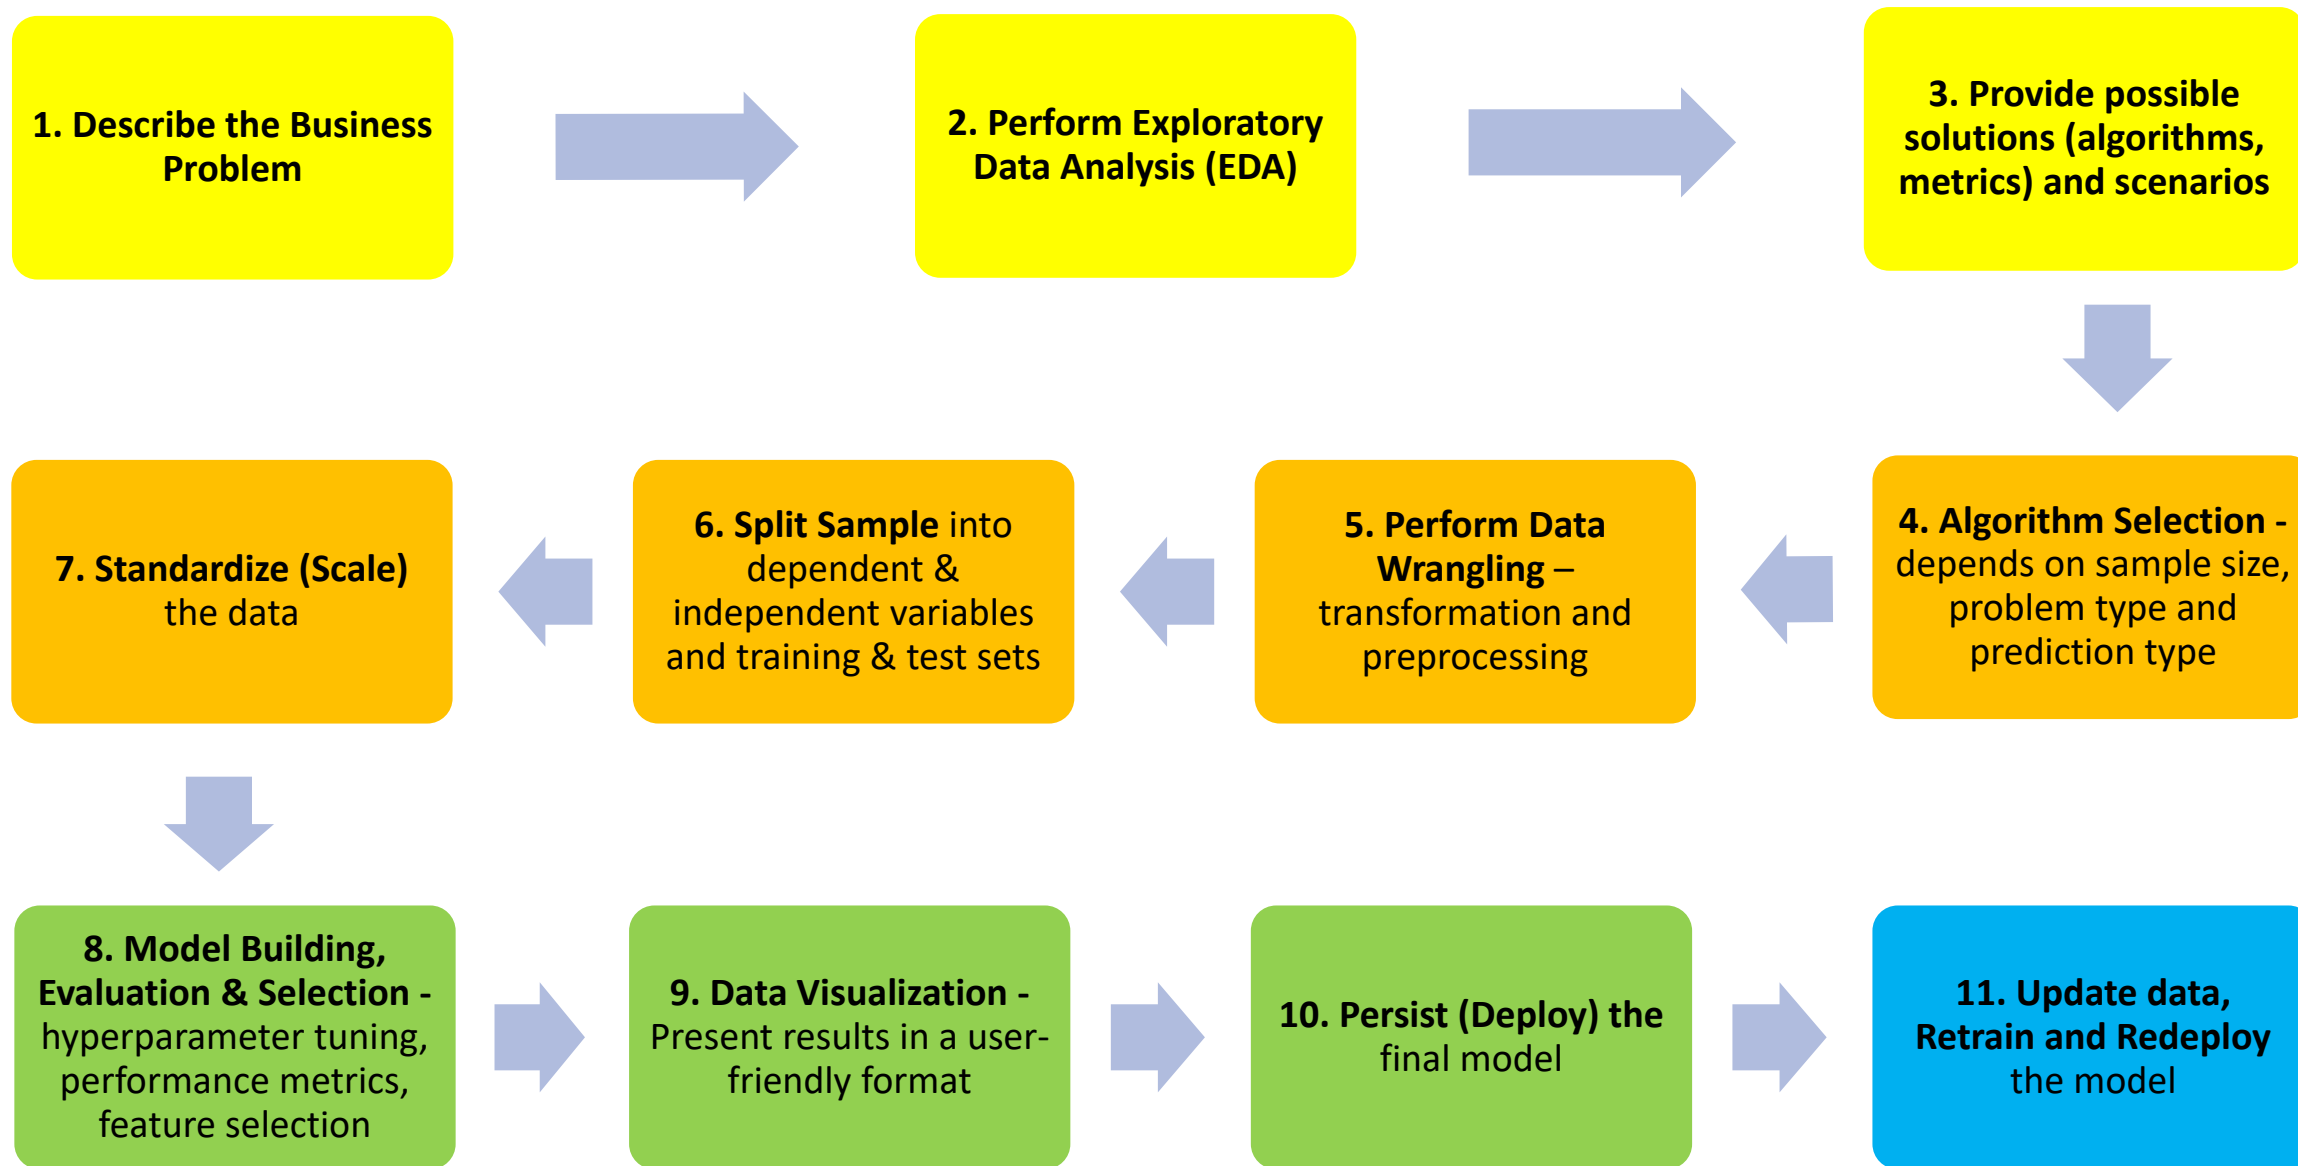 1. Describe the Business
Problem
2. Perform Exploratory
Data Analysis (EDA)
3. Provide possible
solutions (algorithms,
metrics) and scenarios
4. Algorithm Selection -
depends on sample size,
problem type and
prediction type
5. Perform Data
Wrangling –
transformation and
preprocessing
6. Split Sample into
dependent &
independent variables
and training & test sets
7. Standardize (Scale)
the data
8. Model Building,
Evaluation & Selection -
hyperparameter tuning,
performance metrics,
feature selection
9. Data Visualization -
Present results in a user-
friendly format
10. Persist (Deploy) the
final model
11. Update data,
Retrain and Redeploy
the model